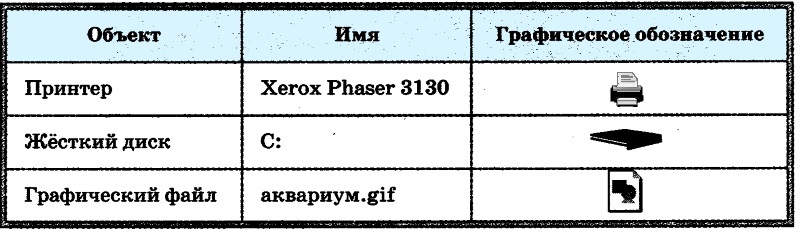 Объект Имя Графическое обозначение
Принтер Xerox Phaser 3130
Жёсткий диск C:
Графический файл аквариум.gif